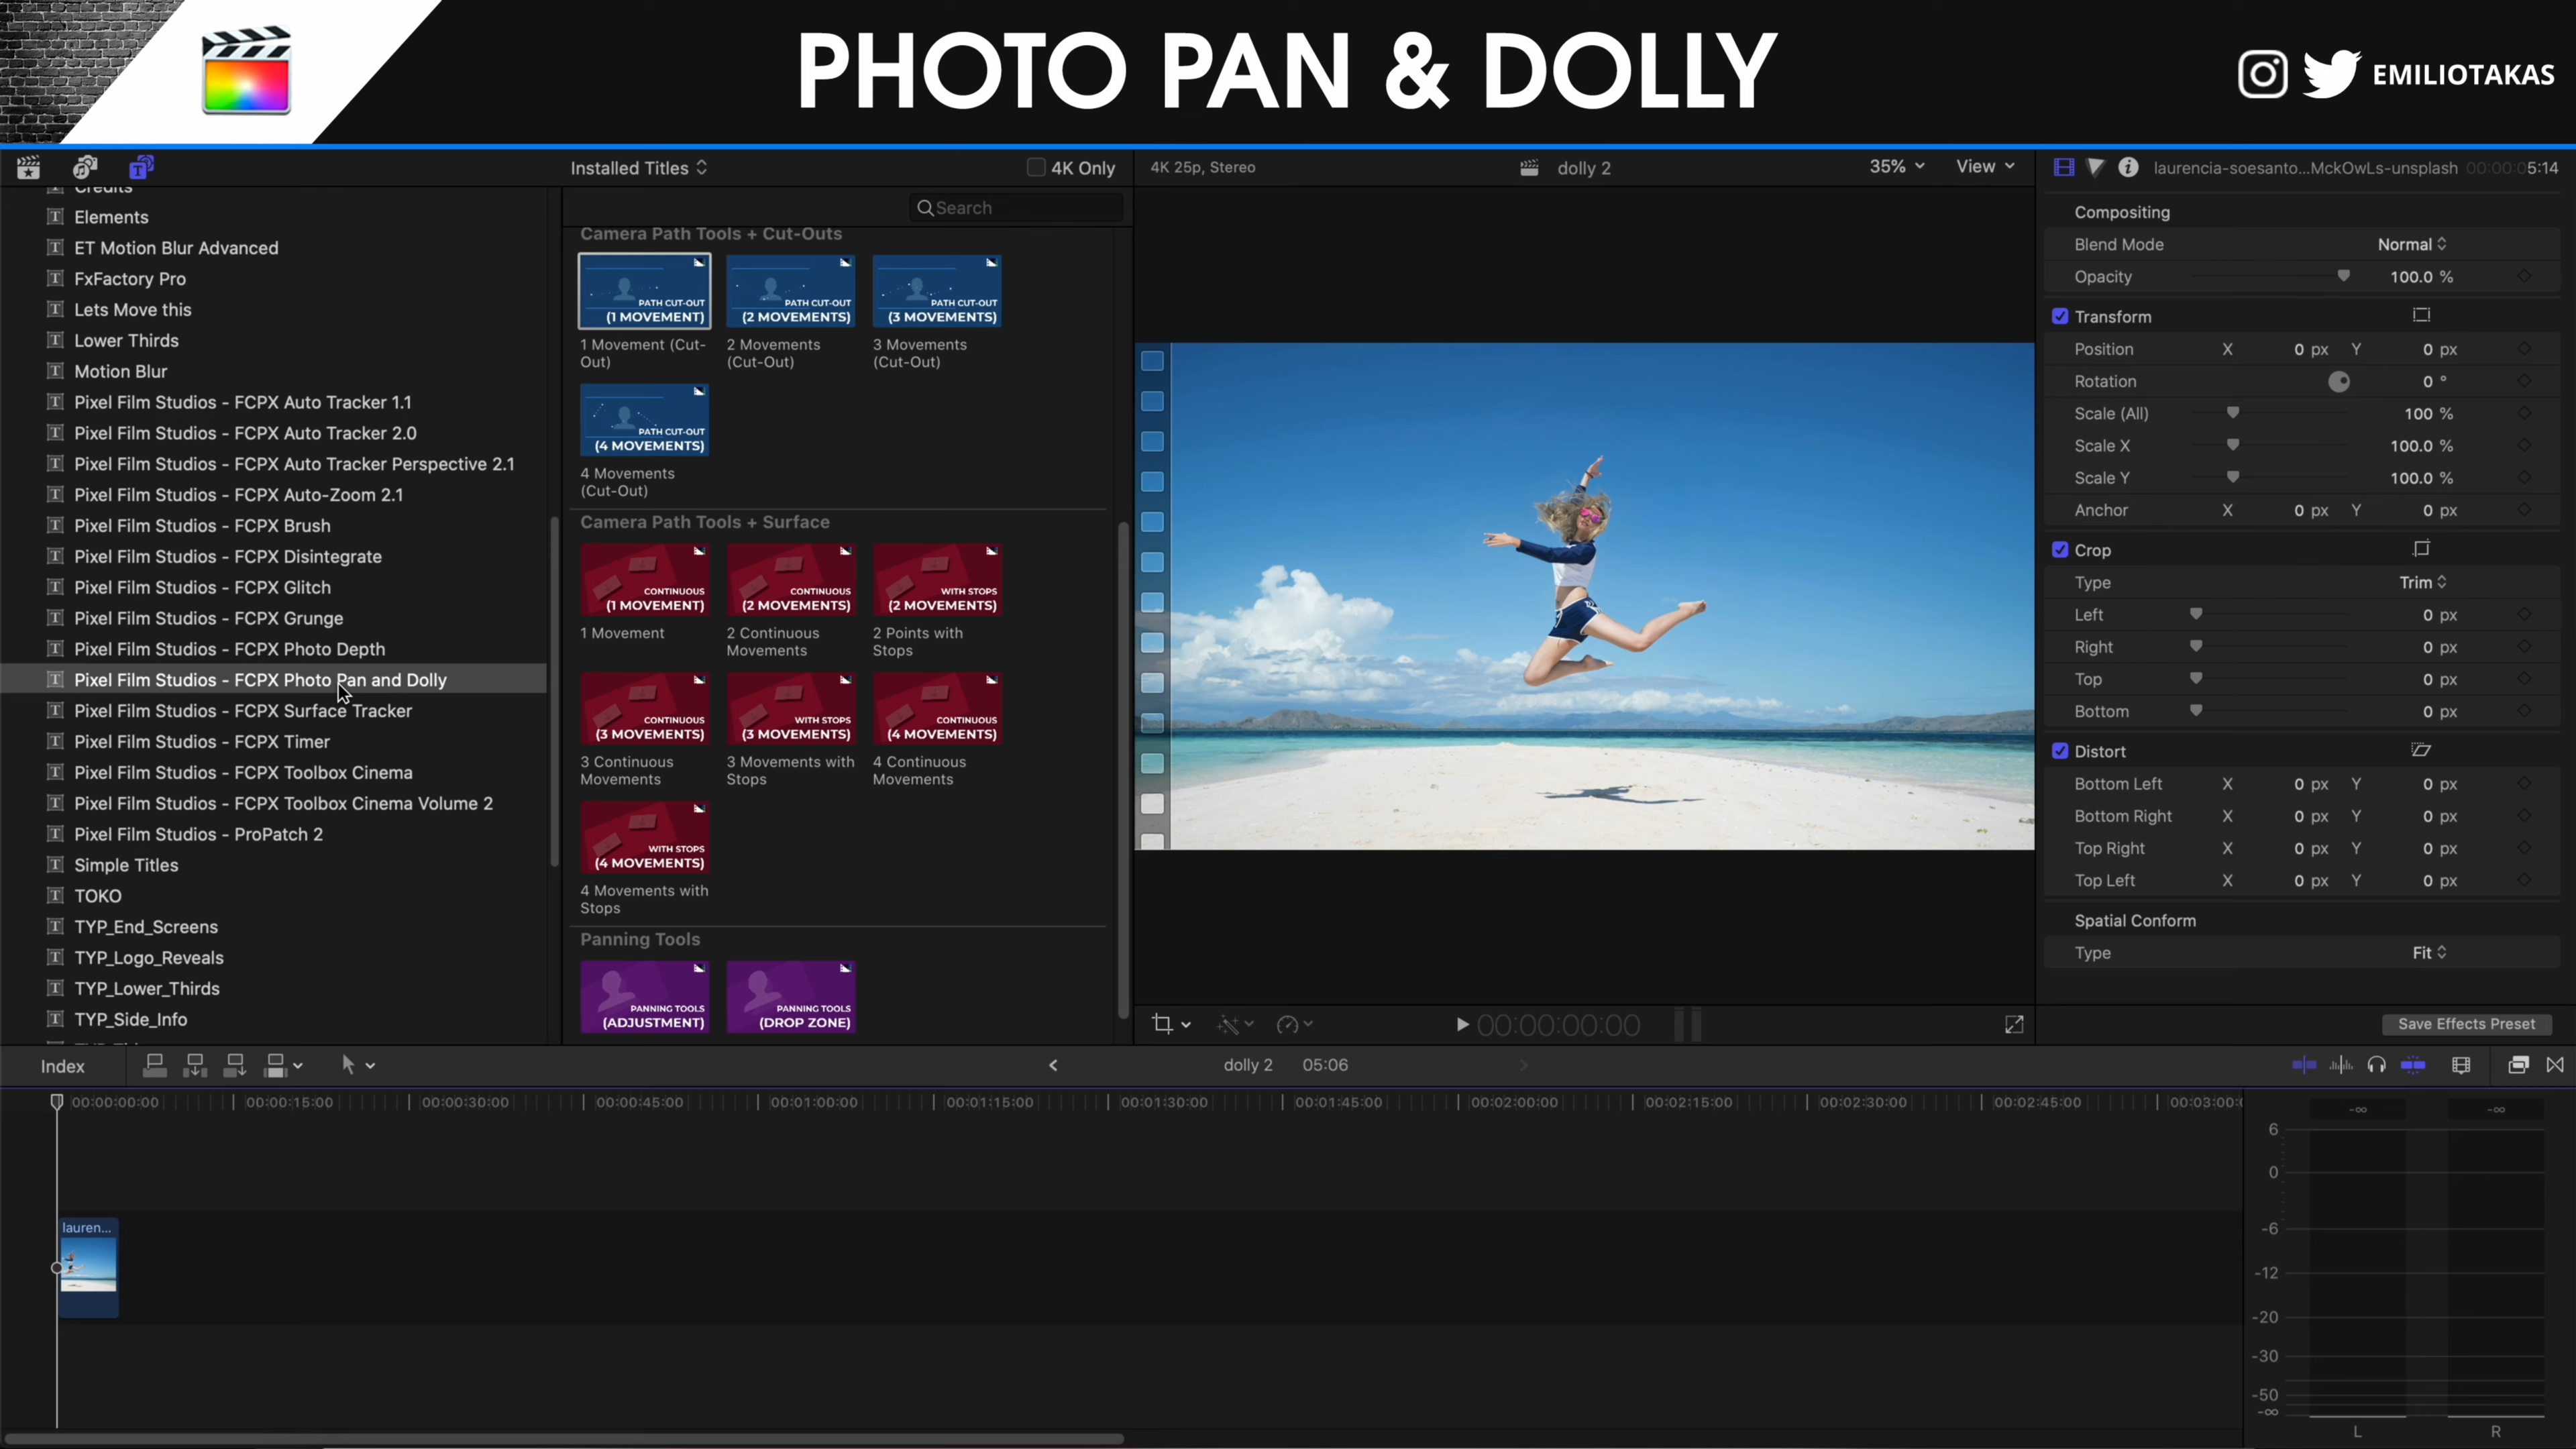 PHOTO PAN & DOLLY
EMILIOTAKAS
Installed Titles
4K Only
4K 25p, Stereo
dolly 2
35%
View
laurencia-soesanto...MckOwLs-unsplash
00:00:05:14
Credits
Elements
ET Motion Blur Advanced
FxFactory Pro
Lets Move this
Lower Thirds
Motion Blur
Pixel Film Studios - FCPX Auto Tracker 1.1
Pixel Film Studios - FCPX Auto Tracker 2.0
Pixel Film Studios - FCPX Auto Tracker Perspective 2.1
Pixel Film Studios - FCPX Auto-Zoom 2.1
Pixel Film Studios - FCPX Brush
Pixel Film Studios - FCPX Disintegrate
Pixel Film Studios - FCPX Glitch
Pixel Film Studios - FCPX Grunge
Pixel Film Studios - FCPX Photo Depth
Pixel Film Studios - FCPX Photo Pan and Dolly
Pixel Film Studios - FCPX Surface Tracker
Pixel Film Studios - FCPX Timer
Pixel Film Studios - FCPX Toolbox Cinema
Pixel Film Studios - FCPX Toolbox Cinema Volume 2
Pixel Film Studios - ProPatch 2
Simple Titles
TOKO
TYP_End_Screens
TYP_Logo_Reveals
TYP_Lower_Thirds
TYP_Side_Info
Search
Camera Path Tools + Cut-Outs
PATH CUT-OUT
(1 MOVEMENT)
PATH CUT-OUT
(2 MOVEMENTS)
PATH CUT-OUT
(3 MOVEMENTS)
1 Movement (Cut-
Out)
2 Movements
(Cut-Out)
3 Movements
(Cut-Out)
PATH CUT-OUT
(4 MOVEMENTS)
4 Movements
(Cut-Out)
Camera Path Tools + Surface
CONTINUOUS
(1 MOVEMENT)
CONTINUOUS
(2 MOVEMENTS)
WITH STOPS
(2 MOVEMENTS)
1 Movement
2 Continuous
Movements
2 Points with
Stops
CONTINUOUS
(3 MOVEMENTS)
WITH STOPS
(3 MOVEMENTS)
CONTINUOUS
(4 MOVEMENTS)
3 Continuous
Movements
3 Movements with
Stops
4 Continuous
Movements
WITH STOPS
(4 MOVEMENTS)
4 Movements with
Stops
Panning Tools
PANNING TOOLS
(ADJUSTMENT)
PANNING TOOLS
(DROP ZONE)
00:00:00:00
Compositing
Blend Mode Normal
Opacity 100.0 %
Transform
Position X 0 px Y 0 px
Rotation 0 °
Scale (All) 100 %
Scale X 100.0 %
Scale Y 100.0 %
Anchor X 0 px Y 0 px
Crop
Type Trim
Left 0 px
Right 0 px
Top 0 px
Bottom 0 px
Distort
Bottom Left X 0 px Y 0 px
Bottom Right X 0 px Y 0 px
Top Right X 0 px Y 0 px
Top Left X 0 px Y 0 px
Spatial Conform
Type Fit
Save Effects Preset
Index
dolly 2 05:06
00:00:00:00 00:00:15:00 00:00:30:00 00:00:45:00 00:01:00:00 00:01:15:00 00:01:30:00 00:01:45:00 00:02:00:00 00:02:15:00 00:02:30:00 00:02:45:00 00:03:00:0
lauren...
-∞ -∞
6
0
-6
-12
-20
-30
-50
-∞
L R